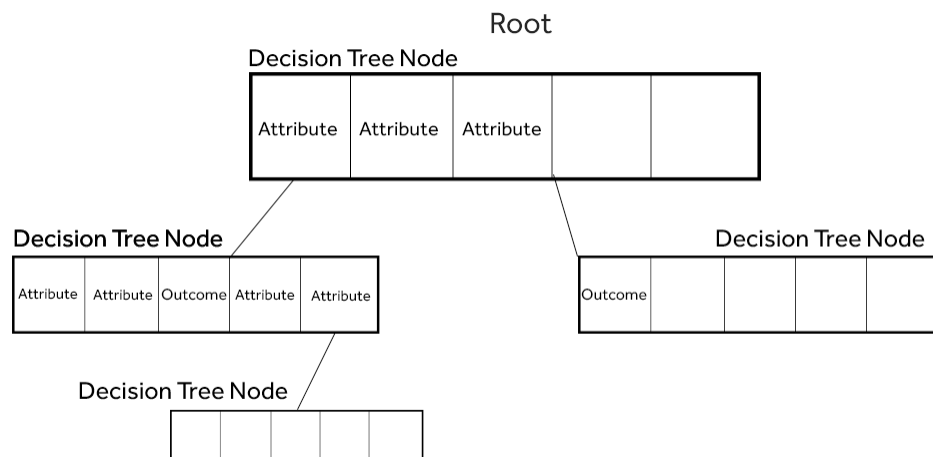 Root
Decision Tree Node
Attribute Attribute Attribute
Decision Tree Node
Decision Tree Node
Attribute Attribute Outcome Attribute Attribute
Outcome
Decision Tree Node